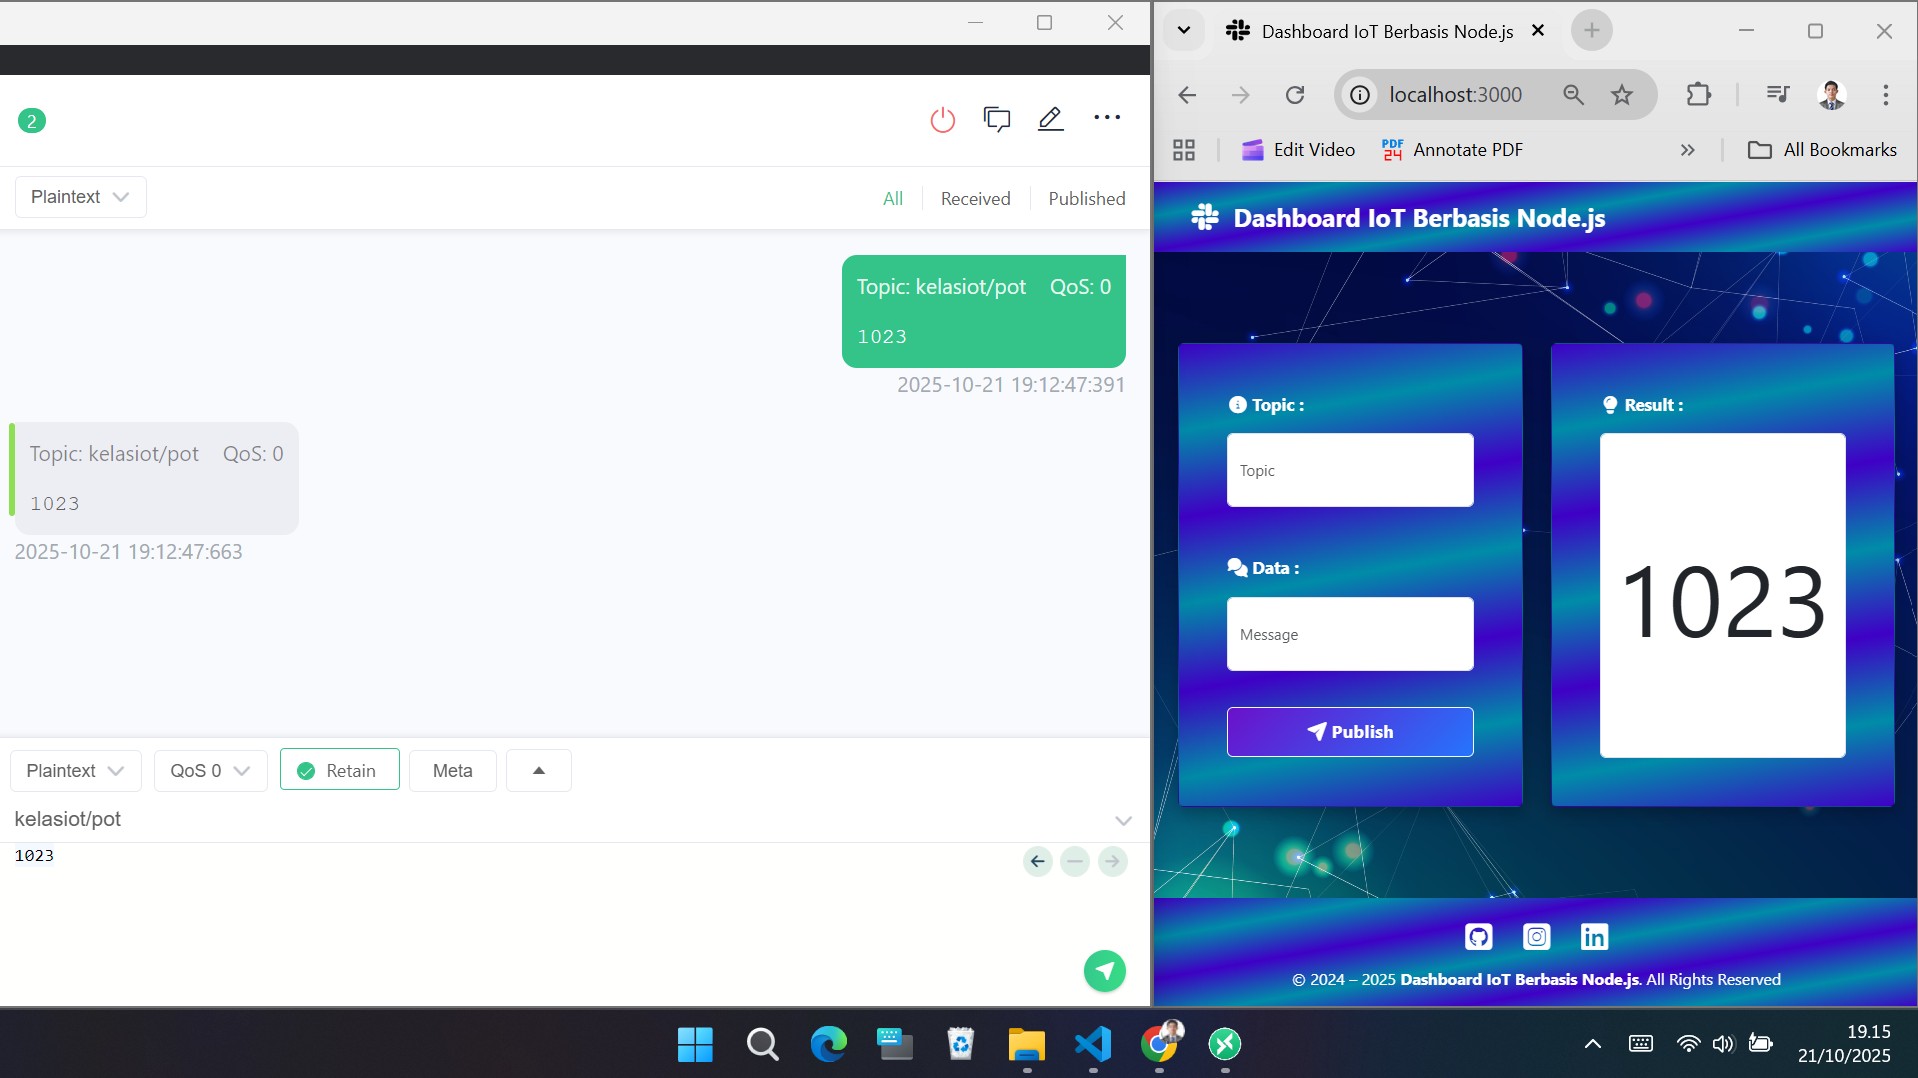 2
Plaintext
All
Received
Published
Topic: kelasiot/pot QoS: 0
1023
2025-10-21 19:12:47:391
Topic: kelasiot/pot QoS: 0
1023
2025-10-21 19:12:47:663
Plaintext
QoS 0
Retain
Meta
kelasiot/pot
1023
Dashboard IoT Berbasis Node.js
localhost:3000
Edit Video
PDF 24
Annotate PDF
All Bookmarks
Dashboard IoT Berbasis Node.js
Topic :
Topic
Data :
Message
Publish
Result :
1023
© 2024 – 2025 Dashboard IoT Berbasis Node.js. All Rights Reserved
19.15
21/10/2025